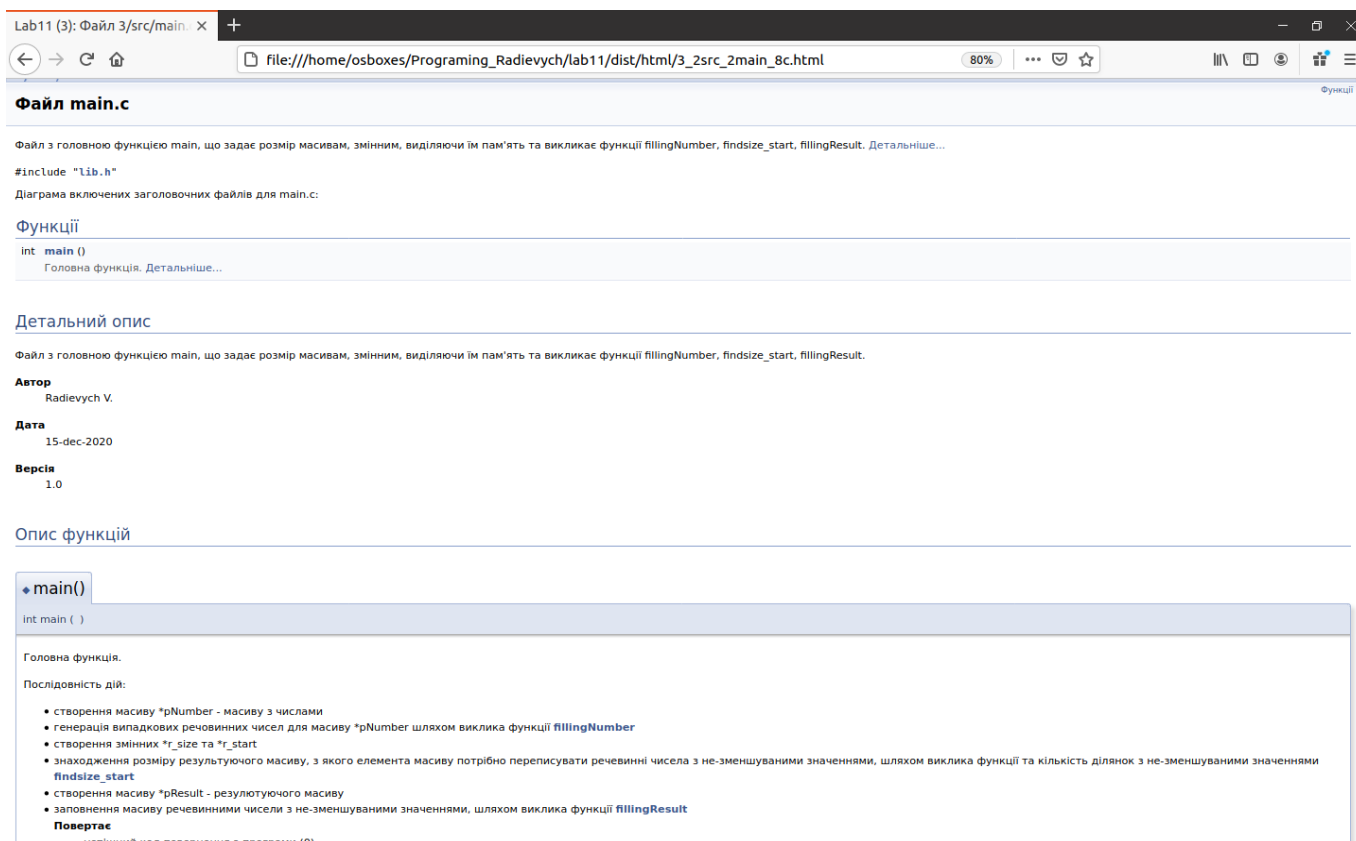 Lab11 (3): Файл 3/src/main.
file:///home/osboxes/Programing_Radievych/lab11/dist/html/3_2src_2main_8c.html
80%
Функції
Файл main.c
Файл з головною функцією main, що задає розмір масивам, змінним, виділяючи їм пам'ять та викликає функції fillingNumber, findsize_start, fillingResult. Детальніше...
#include "lib.h"
Діаграма включених заголовочних файлів для main.c:
Функції
int main ()
Головна функція. Детальніше...
Детальний опис
Файл з головною функцією main, що задає розмір масивам, змінним, виділяючи їм пам'ять та викликає функції fillingNumber, findsize_start, fillingResult.
Автор
Radievych V.
Дата
15-dec-2020
Версія
1.0
Опис функцій
◆ main()
int main ( )
Головна функція.
Послідовність дій:
• створення масиву *pNumber - масиву з числами
• генерація випадкових речовинних чисел для масиву *pNumber шляхом виклика функції fillingNumber
• створення змінних *r_size та *r_start
• знаходження розміру результуючого масиву, з якого елемента масиву потрібно переписувати речевинні чисела з не-зменшуваними значеннями, шляхом виклика функції та кількість ділянок з не-зменшуваними значеннями
findsize_start
• створення масиву *pResult - резулютуючого масиву
• заповнення масиву речевинними чисели з не-зменшуваними значеннями, шляхом виклика функції fillingResult
Повертає